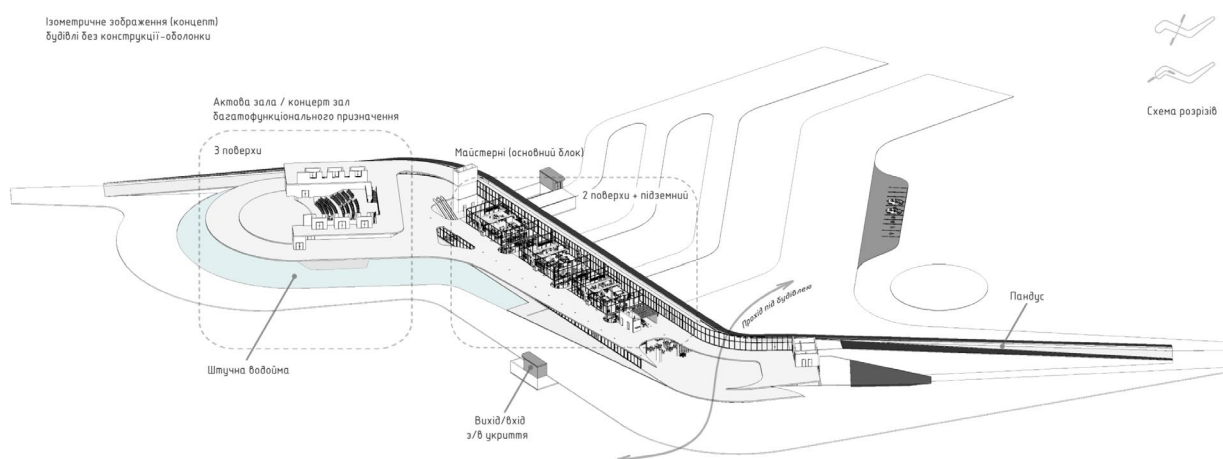 Ізометричне зображення (концепт)
будівлі без конструкції-оболонки
Схема розрізів
Актова зала / концерт зал
багатофункціонального призначення
3 поверхи
Майстерні (основний блок)
2 поверхи + підземний
Прохід під будівлею
Пандус
Штучна водойма
Вихід/вхід
з/в укриття